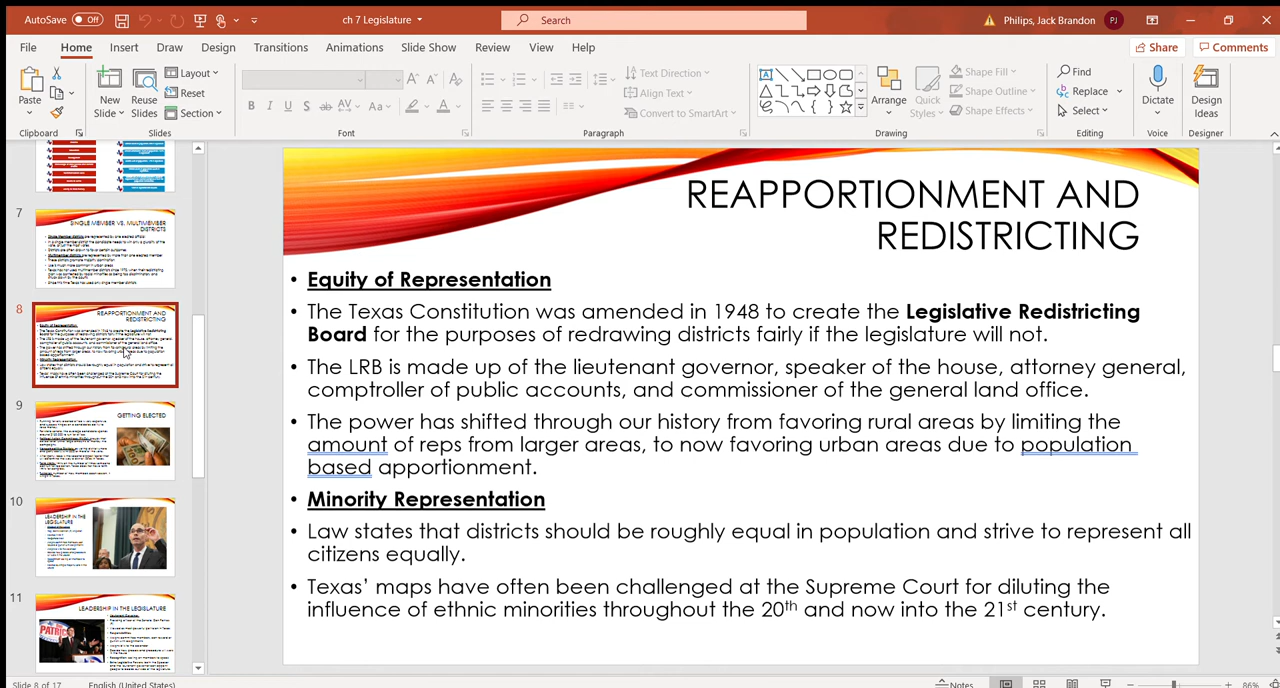 AutoSave Off ch 7 Legislature Search Philips, Jack Brandon PJ
File Home Insert Draw Design Transitions Animations Slide Show Review View Help Share Comments
Paste New Slide Reuse Slides Layout Reset Section
B I U S ab AV Aa A
Text Direction Align Text Convert to SmartArt
Arrange Quick Styles Shape Fill Shape Outline Shape Effects
Find Replace Select Dictate Design Ideas
Clipboard Slides Font Paragraph Drawing Editing Voice Designer
7
SINGLE MEMBER VS. MULTIMEMBER
DISTRICTS
8
REAPPORTIONMENT AND
REDISTRICTING
9
GETTING ELECTED
10
LEADERSHIP IN THE
LEGISLATURE
11
LEADERSHIP IN THE LEGISLATURE
REAPPORTIONMENT AND
REDISTRICTING
• Equity of Representation
• The Texas Constitution was amended in 1948 to create the Legislative Redistricting
Board for the purposes of redrawing districts fairly if the legislature will not.
• The LRB is made up of the lieutenant governor, speaker of the house, attorney general,
comptroller of public accounts, and commissioner of the general land office.
• The power has shifted through our history from favoring rural areas by limiting the
amount of reps from larger areas, to now favoring urban areas due to population
based apportionment.
• Minority Representation
• Law states that districts should be roughly equal in population and strive to represent all
citizens equally.
• Texas’ maps have often been challenged at the Supreme Court for diluting the
influence of ethnic minorities throughout the 20th and now into the 21st century.
Slide 8 of 17 English (United States) Notes 86%